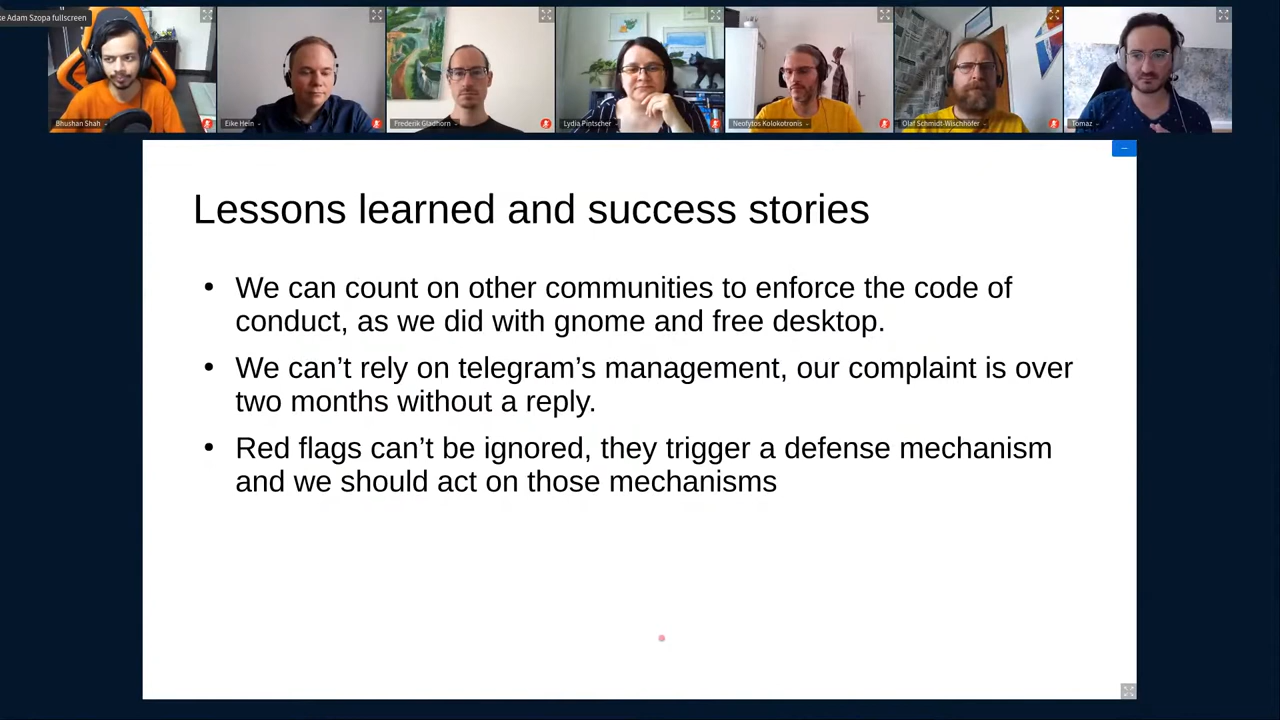 ke Adam Szopa fullscreen
Bhushan Shah
Eike Hein
Frederik Gladhorn
Lydia Pintscher
Neofytos Kolokotronis
Olaf Schmidt-Wischhöfer
Tomaz
Lessons learned and success stories
• We can count on other communities to enforce the code of
conduct, as we did with gnome and free desktop.
• We can’t rely on telegram’s management, our complaint is over
two months without a reply.
• Red flags can’t be ignored, they trigger a defense mechanism
and we should act on those mechanisms